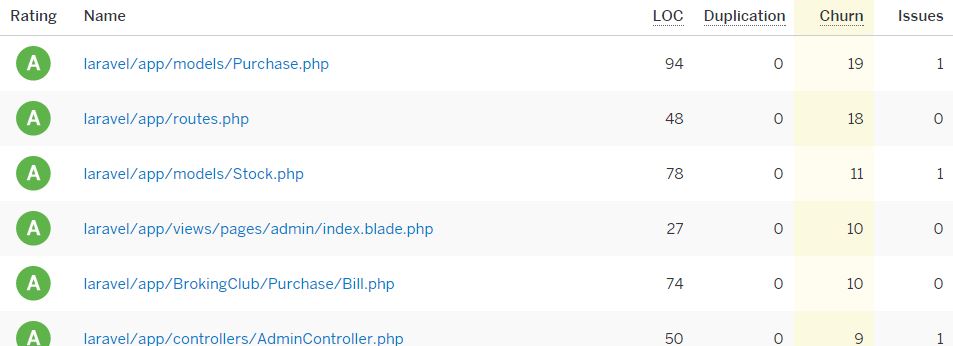 Rating Name LOC Duplication Churn Issues
A laravel/app/models/Purchase.php 94 0 19 1
A laravel/app/routes.php 48 0 18 0
A laravel/app/models/Stock.php 78 0 11 1
A laravel/app/views/pages/admin/index.blade.php 27 0 10 0
A laravel/app/BrokingClub/Purchase/Bill.php 74 0 10 0
A laravel/app/controllers/AdminController.php 50 0 9 1